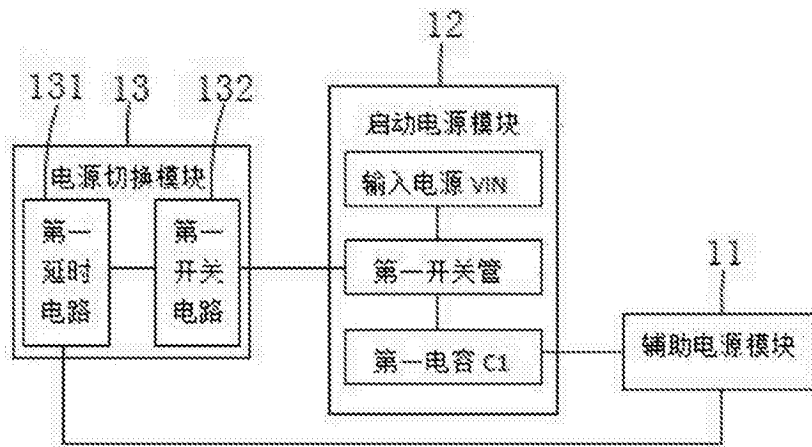 12
131 13 132
启动电源模块
电源切换模块
输入电源 VIN
第一延时电路
第一开关电路
第一开关管
11
第一电容 C1
辅助电源模块